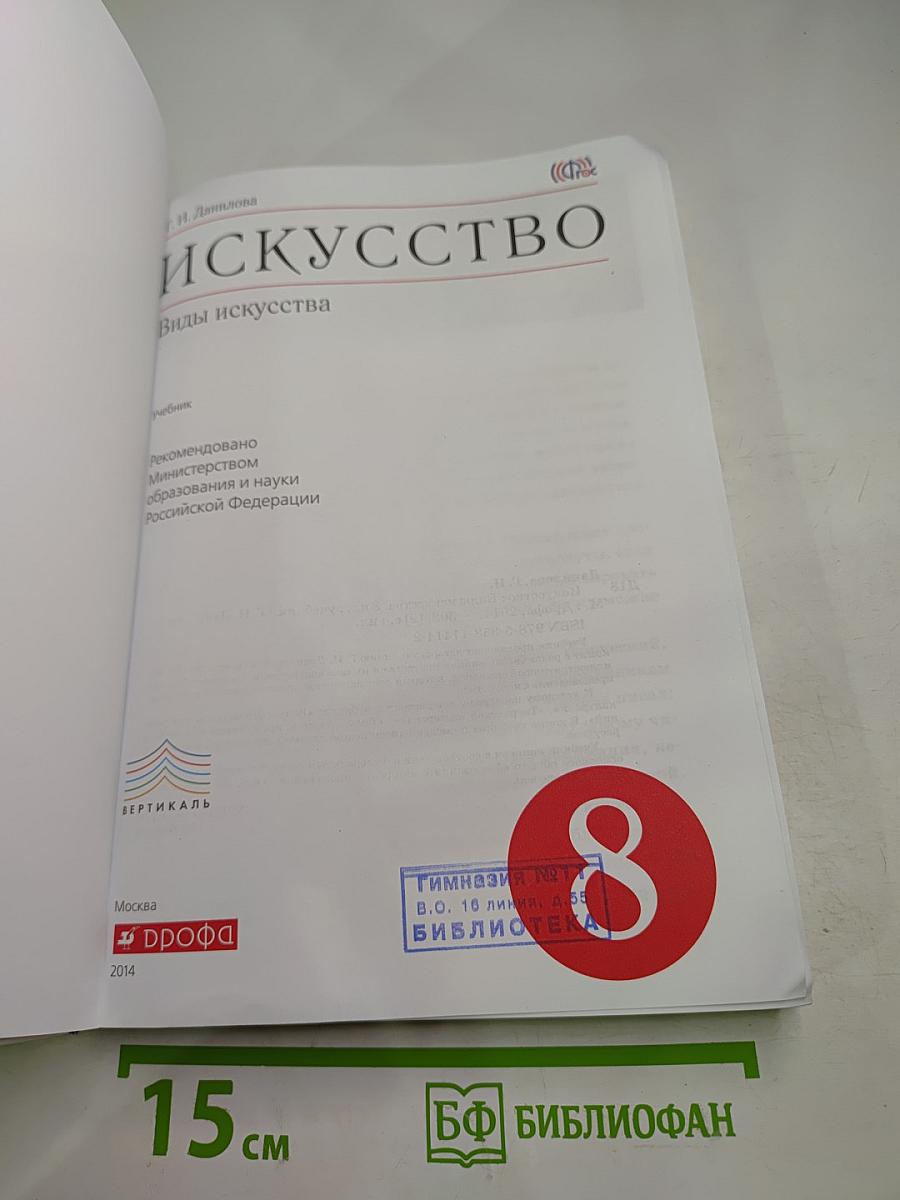 Г. И. Данилова
ФГОС
ИСКУССТВО
Виды искусства
учебник
Рекомендовано
Министерством
образования и науки
Российской Федерации
ВЕРТИКАЛЬ
8
Гимназия №11
В.О. 16 линия, д.55
БИБЛИОТЕКА
Москва
дрофа
2014
15 см
БФ БИБЛИОФАН